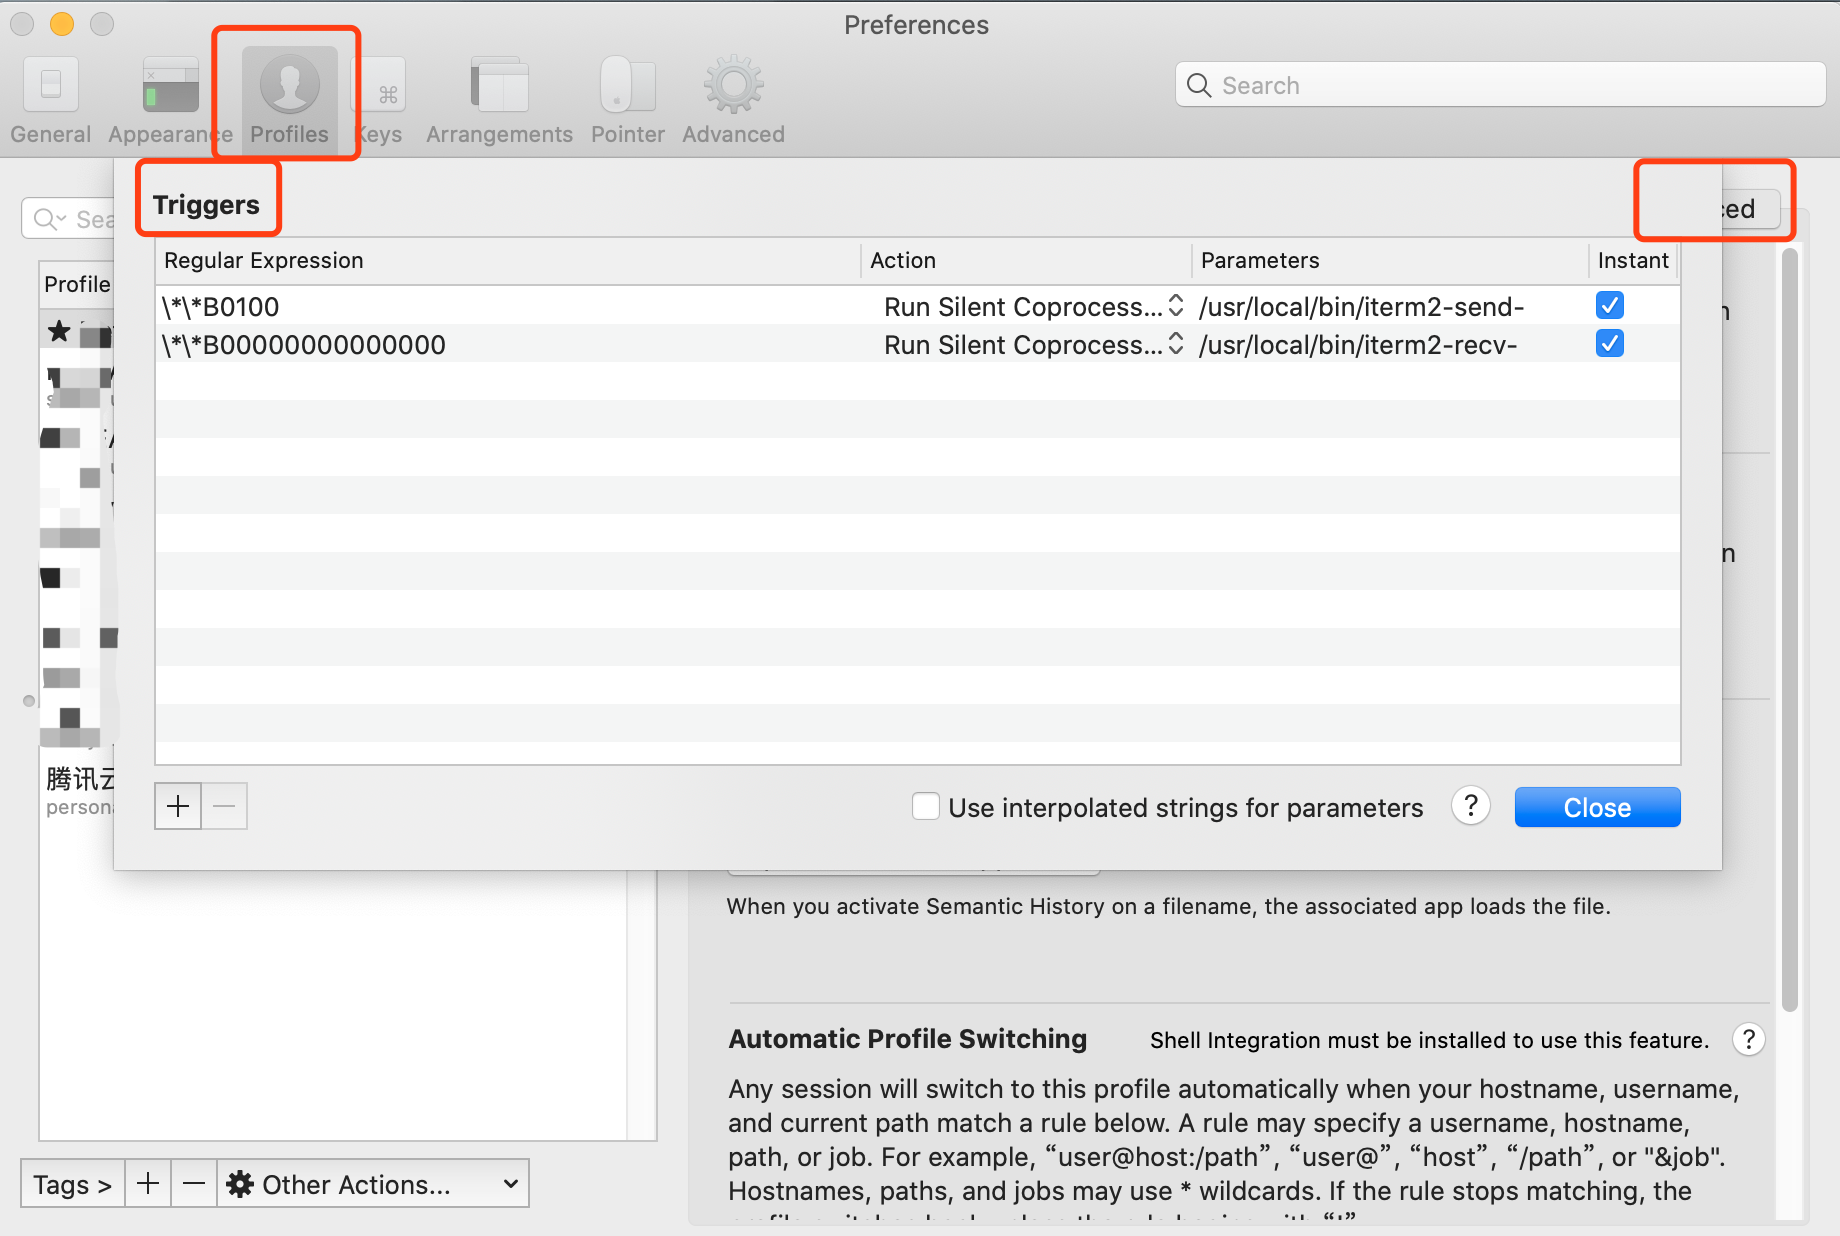 Preferences
General
Appearance
Profiles
Keys
Arrangements
Pointer
Advanced
Search
Triggers
Regular Expression
Action
Parameters
Instant
\*\*B0100
Run Silent Coprocess...
/usr/local/bin/iterm2-send-
\*\*B00000000000000
Run Silent Coprocess...
/usr/local/bin/iterm2-recv-
Use interpolated strings for parameters
?
Close
Sea
ced
Profile
腾讯云
persona
When you activate Semantic History on a filename, the associated app loads the file.
Automatic Profile Switching
Shell Integration must be installed to use this feature.
?
Any session will switch to this profile automatically when your hostname, username,
and current path match a rule below. A rule may specify a username, hostname,
path, or job. For example, “user@host:/path”, “user@”, “host”, “/path”, or "&job".
Hostnames, paths, and jobs may use * wildcards. If the rule stops matching, the
Tags >
Other Actions...